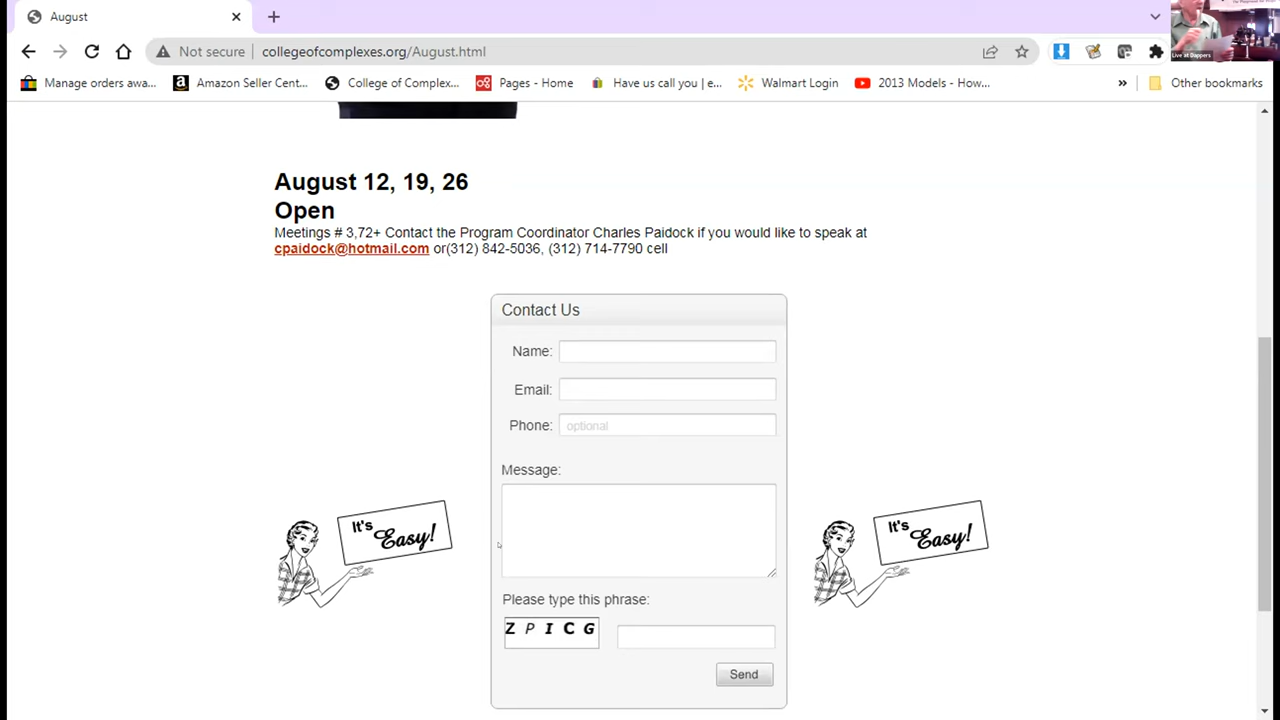 August
Not secure
collegeofcomplexes.org/August.html
Manage orders awa...
Amazon Seller Cent...
College of Complex...
Pages - Home
Have us call you | e...
Walmart Login
2013 Models - How...
»
Other bookmarks
Live at Dappers
August 12, 19, 26
Open
Meetings # 3,72+ Contact the Program Coordinator Charles Paidock if you would like to speak at
cpaidock@hotmail.com or(312) 842-5036, (312) 714-7790 cell
Contact Us
Name:
Email:
Phone: optional
Message:
It's Easy!
It's Easy!
Please type this phrase:
Z P I C G
Send